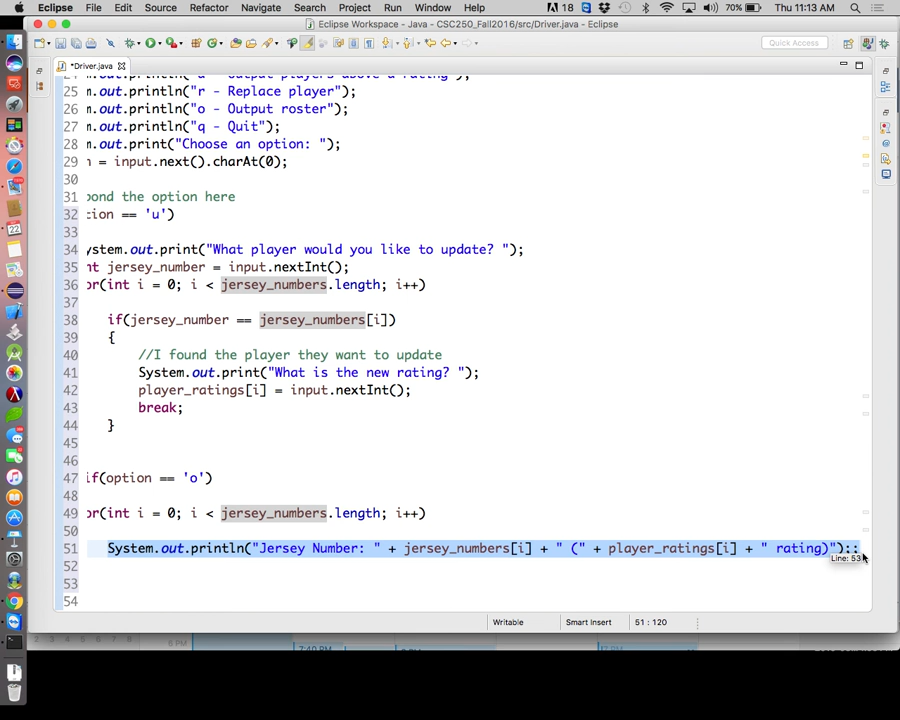 Eclipse File Edit Source Refactor Navigate Search Project Run Window Help 18 70% Thu 11:13 AM
Eclipse Workspace - Java - CSC250_Fall2016/src/Driver.java - Eclipse
Quick Access
*Driver.java
25 m.out.println("r - Replace player");
26 m.out.println("o - Output roster");
27 m.out.println("q - Quit");
28 m.out.print("Choose an option: ");
29 n = input.next().charAt(0);
30
31 pond the option here
32 cion == 'u')
33
34 ystem.out.print("What player would you like to update? ");
35 nt jersey_number = input.nextInt();
36 or(int i = 0; i < jersey_numbers.length; i++)
37
38 if(jersey_number == jersey_numbers[i])
39 {
40 //I found the player they want to update
41 System.out.print("What is the new rating? ");
42 player_ratings[i] = input.nextInt();
43 break;
44 }
45
46
47 if(option == 'o')
48
49 or(int i = 0; i < jersey_numbers.length; i++)
50
51 System.out.println("Jersey Number: " + jersey_numbers[i] + " (" + player_ratings[i] + " rating)");;
Line: 53
52
53
54
Writable Smart Insert 51 : 120